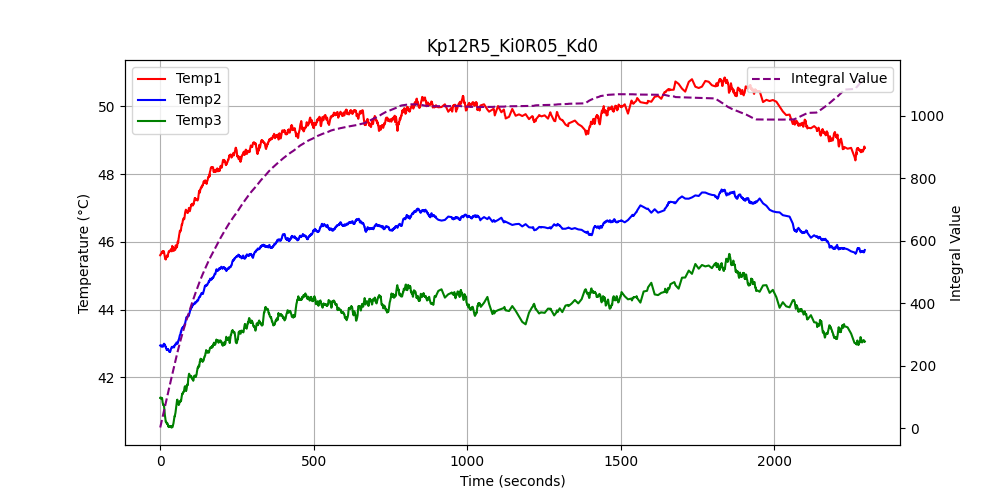 Kp12R5_Ki0R05_Kd0
Temp1
Temp2
Temp3
Integral Value
Temperature (°C)
50
48
46
44
42
1000
800
600
400
200
0
Integral Value
0
500
1000
1500
2000
Time (seconds)